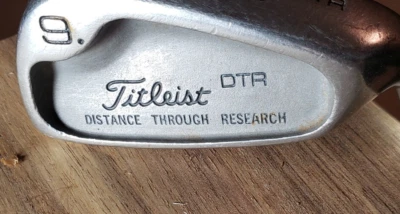 9.
Titleist DTR
DISTANCE THROUGH RESEARCH